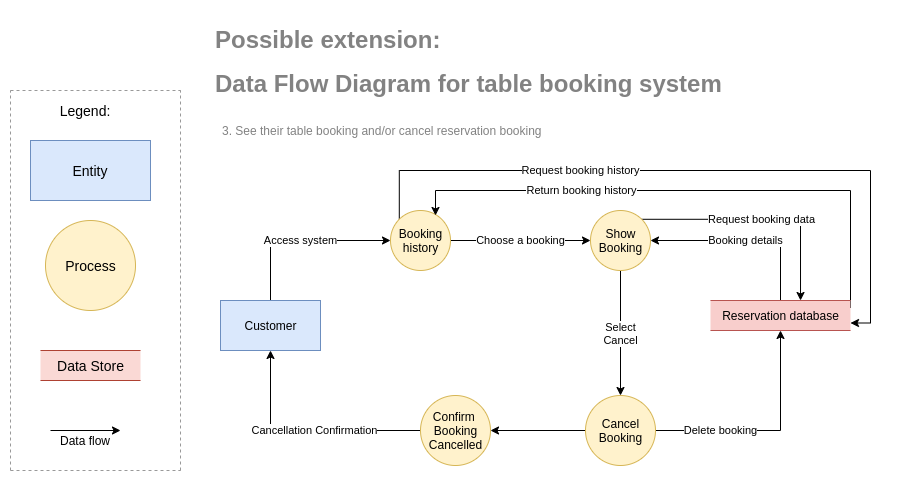 Possible extension:
Data Flow Diagram for table booking system
3. See their table booking and/or cancel reservation booking
Legend:
Entity
Process
Data Store
Data flow
Request booking history
Return booking history
Access system
Booking
history
Choose a booking
Show
Booking
Request booking data
Booking details
Customer
Reservation database
Select
Cancel
Cancellation Confirmation
Confirm
Booking
Cancelled
Cancel
Booking
Delete booking